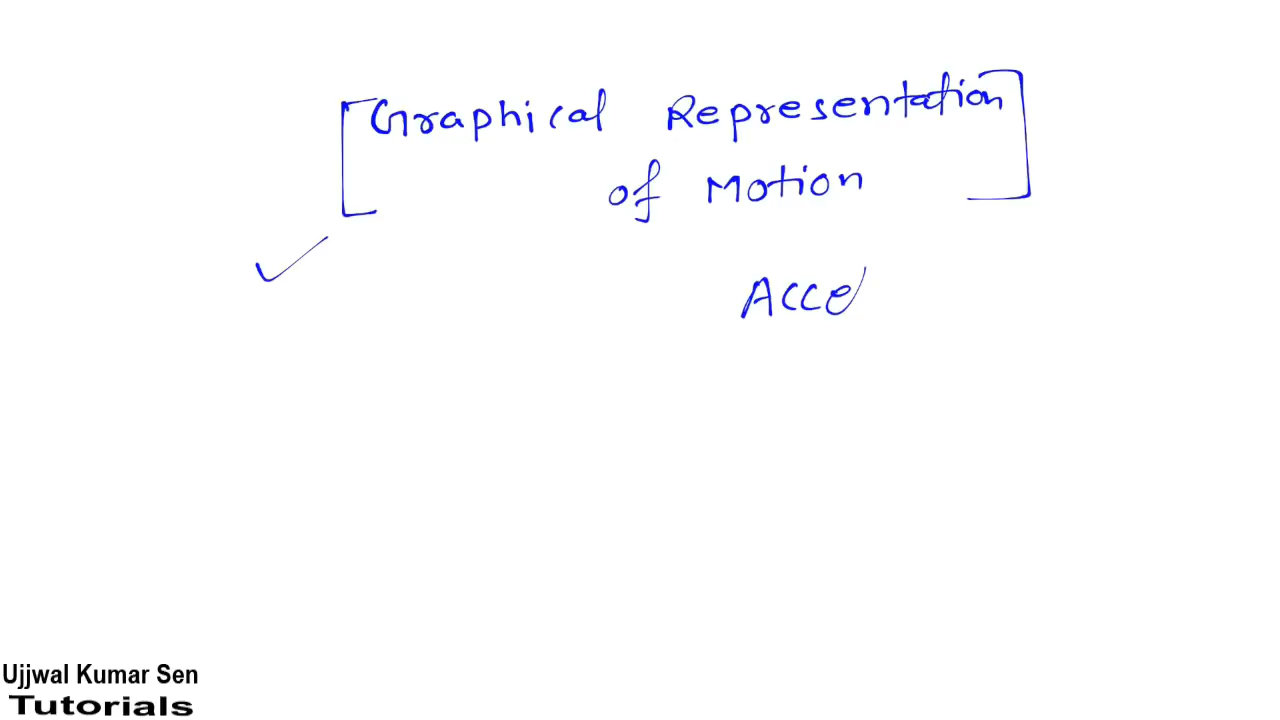 Graphical Representation
of Motion
Acce
Ujjwal Kumar Sen
Tutorials